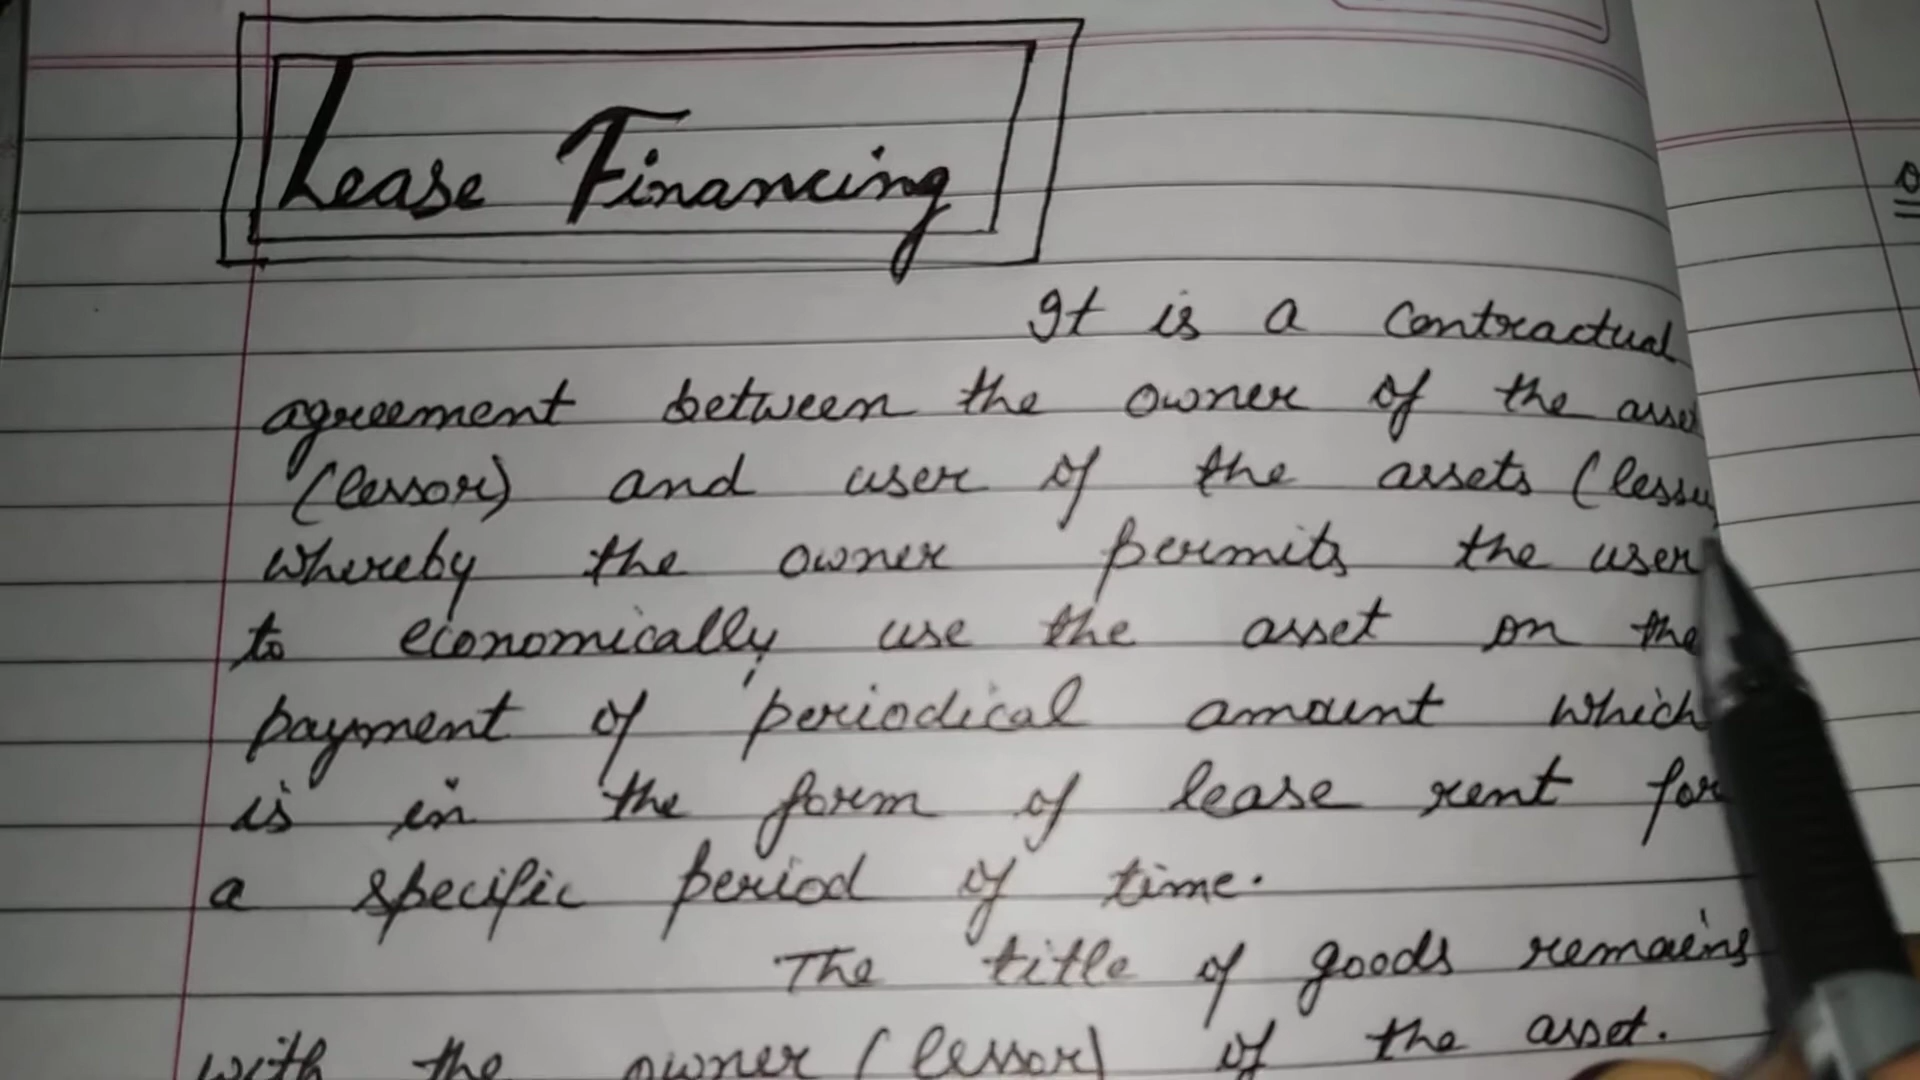 Lease Financing
It is a contractual
agreement between the owner of the asset
(lessor) and user of the assets (lessee
whereby the owner permits the user
to economically use the asset on the
payment of periodical amount which
is in the form of lease rent for
a specific period of time.
The title of goods remains
with the owner (lessor) of the asset.